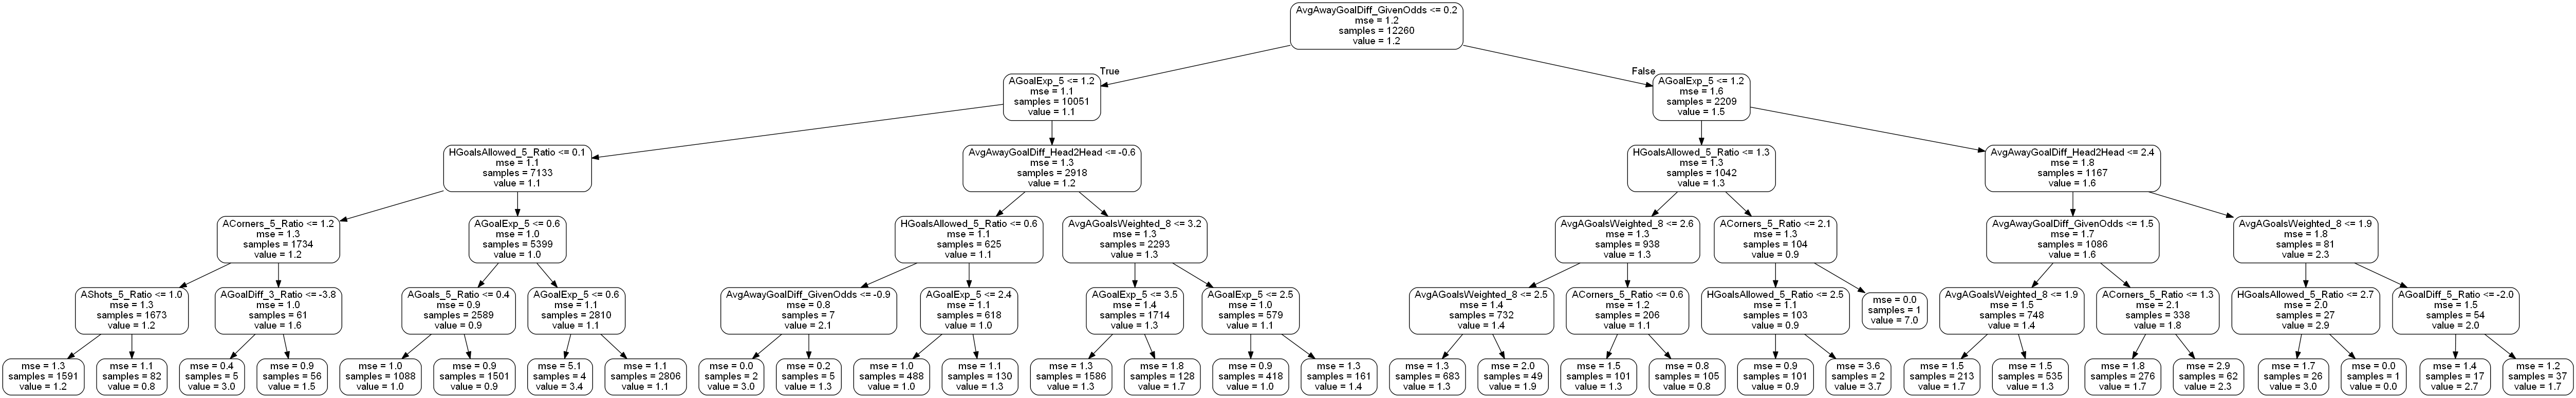 AvgAwayGoalDiff_GivenOdds <= 0.2
mse = 1.2
samples = 12260
value = 1.2
True
False
AGoalExp_5 <= 1.2
mse = 1.1
samples = 10051
value = 1.1
AGoalExp_5 <= 1.2
mse = 1.6
samples = 2209
value = 1.5
HGoalsAllowed_5_Ratio <= 0.1
mse = 1.1
samples = 7133
value = 1.1
AvgAwayGoalDiff_Head2Head <= -0.6
mse = 1.3
samples = 2918
value = 1.2
HGoalsAllowed_5_Ratio <= 1.3
mse = 1.3
samples = 1042
value = 1.3
AvgAwayGoalDiff_Head2Head <= 2.4
mse = 1.8
samples = 1167
value = 1.6
ACorners_5_Ratio <= 1.2
mse = 1.3
samples = 1734
value = 1.2
AGoalExp_5 <= 0.6
mse = 1.0
samples = 5399
value = 1.0
HGoalsAllowed_5_Ratio <= 0.6
mse = 1.1
samples = 625
value = 1.1
AvgAGoalsWeighted_8 <= 3.2
mse = 1.3
samples = 2293
value = 1.3
AvgAGoalsWeighted_8 <= 2.6
mse = 1.3
samples = 938
value = 1.3
ACorners_5_Ratio <= 2.1
mse = 1.3
samples = 104
value = 0.9
AvgAwayGoalDiff_GivenOdds <= 1.5
mse = 1.7
samples = 1086
value = 1.6
AvgAGoalsWeighted_8 <= 1.9
mse = 1.8
samples = 81
value = 2.3
AShots_5_Ratio <= 1.0
mse = 1.3
samples = 1673
value = 1.2
AGoalDiff_3_Ratio <= -3.8
mse = 1.0
samples = 61
value = 1.6
AGoals_5_Ratio <= 0.4
mse = 0.9
samples = 2589
value = 0.9
AGoalExp_5 <= 0.6
mse = 1.1
samples = 2810
value = 1.1
AvgAwayGoalDiff_GivenOdds <= -0.9
mse = 0.8
samples = 7
value = 2.1
AGoalExp_5 <= 2.4
mse = 1.1
samples = 618
value = 1.0
AGoalExp_5 <= 3.5
mse = 1.4
samples = 1714
value = 1.3
AGoalExp_5 <= 2.5
mse = 1.0
samples = 579
value = 1.1
AvgAGoalsWeighted_8 <= 2.5
mse = 1.4
samples = 732
value = 1.4
ACorners_5_Ratio <= 0.6
mse = 1.2
samples = 206
value = 1.1
HGoalsAllowed_5_Ratio <= 2.5
mse = 1.1
samples = 103
value = 0.9
mse = 0.0
samples = 1
value = 7.0
AvgAGoalsWeighted_8 <= 1.9
mse = 1.5
samples = 748
value = 1.4
ACorners_5_Ratio <= 1.3
mse = 2.1
samples = 338
value = 1.8
HGoalsAllowed_5_Ratio <= 2.7
mse = 2.0
samples = 27
value = 2.9
AGoalDiff_5_Ratio <= -2.0
mse = 1.5
samples = 54
value = 2.0
mse = 1.3
samples = 1591
value = 1.2
mse = 1.1
samples = 82
value = 0.8
mse = 0.4
samples = 5
value = 3.0
mse = 0.9
samples = 56
value = 1.5
mse = 1.0
samples = 1088
value = 1.0
mse = 0.9
samples = 1501
value = 0.9
mse = 5.1
samples = 4
value = 3.4
mse = 1.1
samples = 2806
value = 1.1
mse = 0.0
samples = 2
value = 3.0
mse = 0.2
samples = 5
value = 1.3
mse = 1.0
samples = 488
value = 1.0
mse = 1.1
samples = 130
value = 1.3
mse = 1.3
samples = 1586
value = 1.3
mse = 1.8
samples = 128
value = 1.7
mse = 0.9
samples = 418
value = 1.0
mse = 1.3
samples = 161
value = 1.4
mse = 1.3
samples = 683
value = 1.3
mse = 2.0
samples = 49
value = 1.9
mse = 1.5
samples = 101
value = 1.3
mse = 0.8
samples = 105
value = 0.8
mse = 0.9
samples = 101
value = 0.9
mse = 3.6
samples = 2
value = 3.7
mse = 1.5
samples = 213
value = 1.7
mse = 1.5
samples = 535
value = 1.3
mse = 1.8
samples = 276
value = 1.7
mse = 2.9
samples = 62
value = 2.3
mse = 1.7
samples = 26
value = 3.0
mse = 0.0
samples = 1
value = 0.0
mse = 1.4
samples = 17
value = 2.7
mse = 1.2
samples = 37
value = 1.7